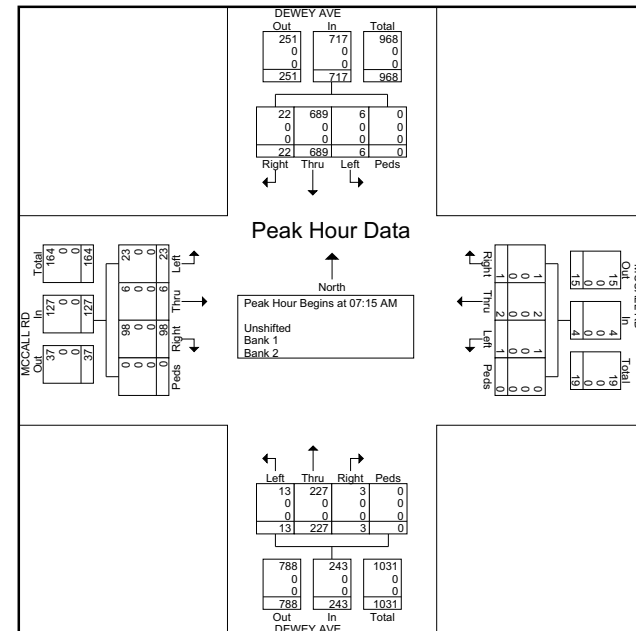 DEWEY AVE
Out In Total
251 717 968
0 0 0
0 0 0
251 717 968
22 689 6 0
0 0 0 0
0 0 0 0
22 689 6 0
Right Thru Left Peds
Peak Hour Data
North
Peak Hour Begins at 07:15 AM
Unshifted
Bank 1
Bank 2
MCCALL RD
Out In Total
37 127 164
0 0 0
0 0 0
37 127 164
Peds Right Thru Left
0 98 6 23
0 0 0 0
0 0 0 0
0 98 6 23
Right Thru Left Peds
1 2 1 0
0 0 0 0
0 0 0 0
1 2 1 0
Out In Total
15 4 19
0 0 0
0 0 0
15 4 19
Left Thru Right Peds
13 227 3 0
0 0 0 0
0 0 0 0
13 227 3 0
788 243 1031
0 0 0
0 0 0
788 243 1031
Out In Total
DEWEY AVE